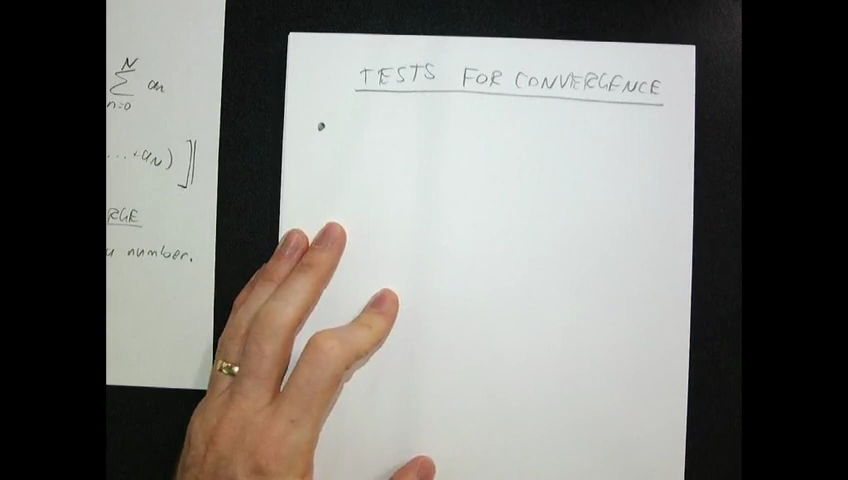 N
∑ an
n=0
...+aN) ]
RGE
number.
TESTS FOR CONVERGENCE